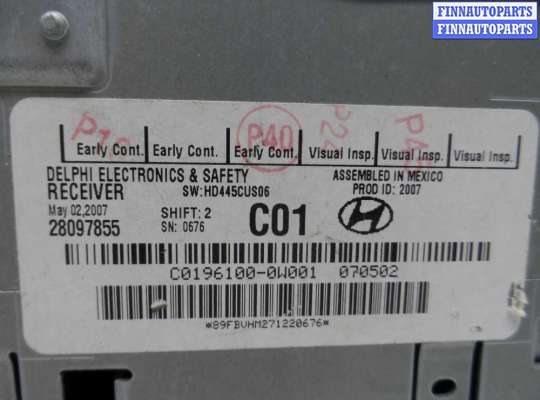 FINNAUTOPARTS
FINNAUTOPARTS
P40
P22
Early Cont. Early Cont. Early Cont. Visual Insp. Visual Insp. Visual Insp.
DELPHI ELECTRONICS & SAFETY ASSEMBLED IN MEXICO
RECEIVER SW:HD445CUS06 PROD ID: 2007
May 02,2007 SHIFT: 2 C01
28097855 SN: 0676
C0196100-0W001 070502
*89FBVHM271220676*